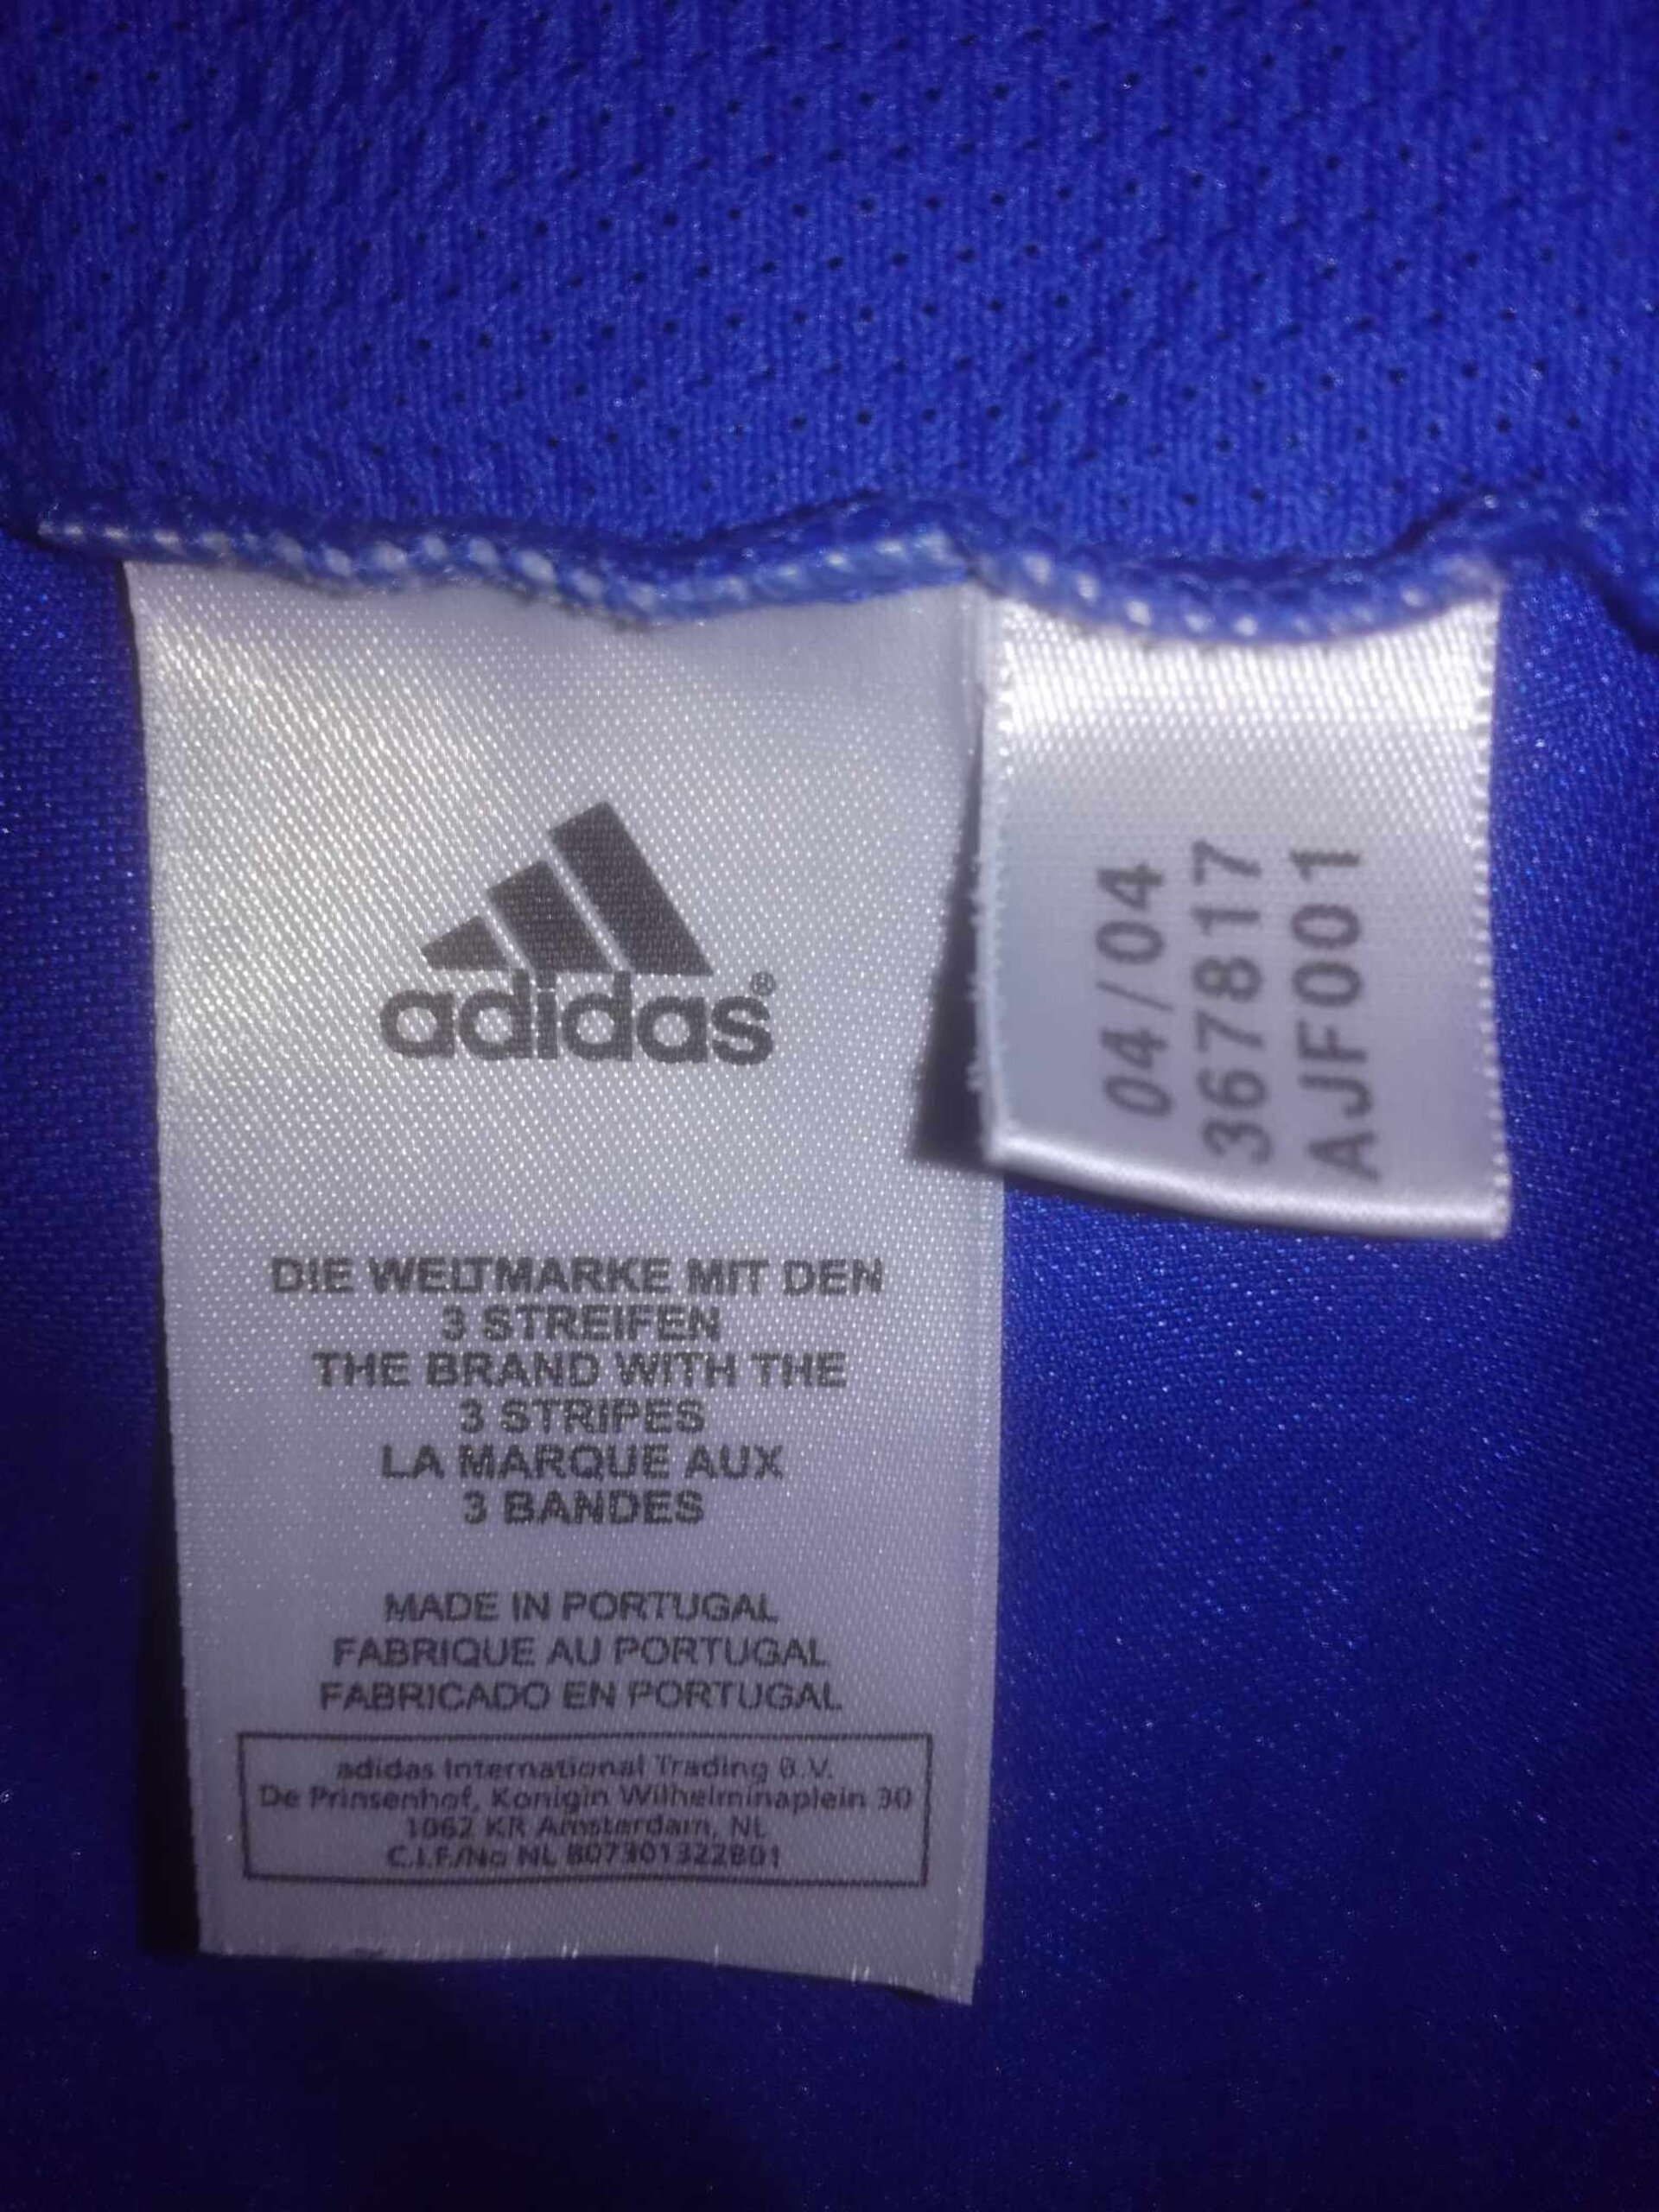 adidas®
DIE WELTMARKE MIT DEN
3 STREIFEN
THE BRAND WITH THE
3 STRIPES
LA MARQUE AUX
3 BANDES
MADE IN PORTUGAL
FABRIQUE AU PORTUGAL
FABRICADO EN PORTUGAL
adidas International Trading B.V.
De Prinsenhof, Konigin Wilhelminaplein 30
1062 KR Amsterdam, NL
C.I.F./No NL B07301322B01
04/04
367817
AJF001